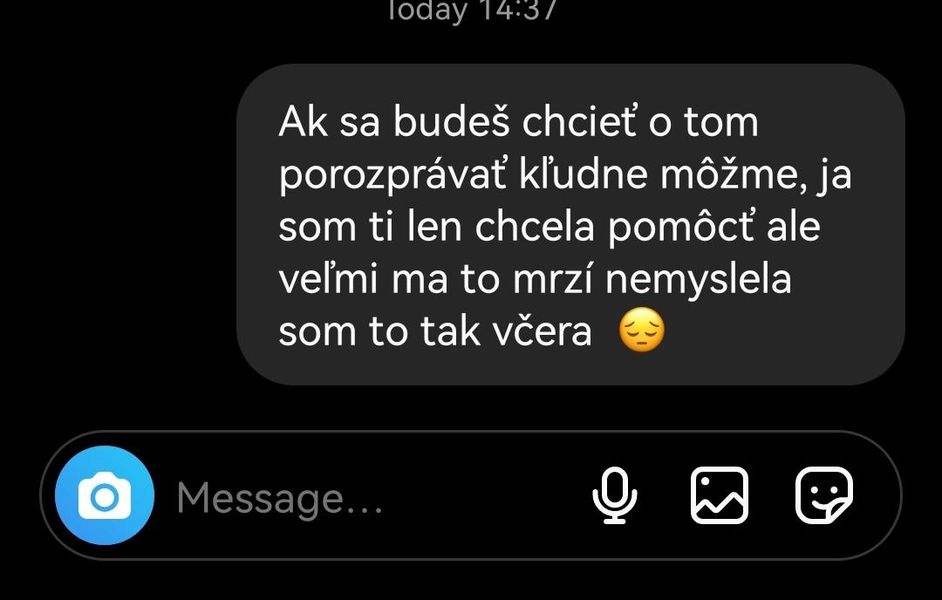 Today 14:37
Ak sa budeš chcieť o tom
porozprávať kľudne môžme, ja
som ti len chcela pomôcť ale
veľmi ma to mrzí nemyslela
som to tak včera 😔
Message...